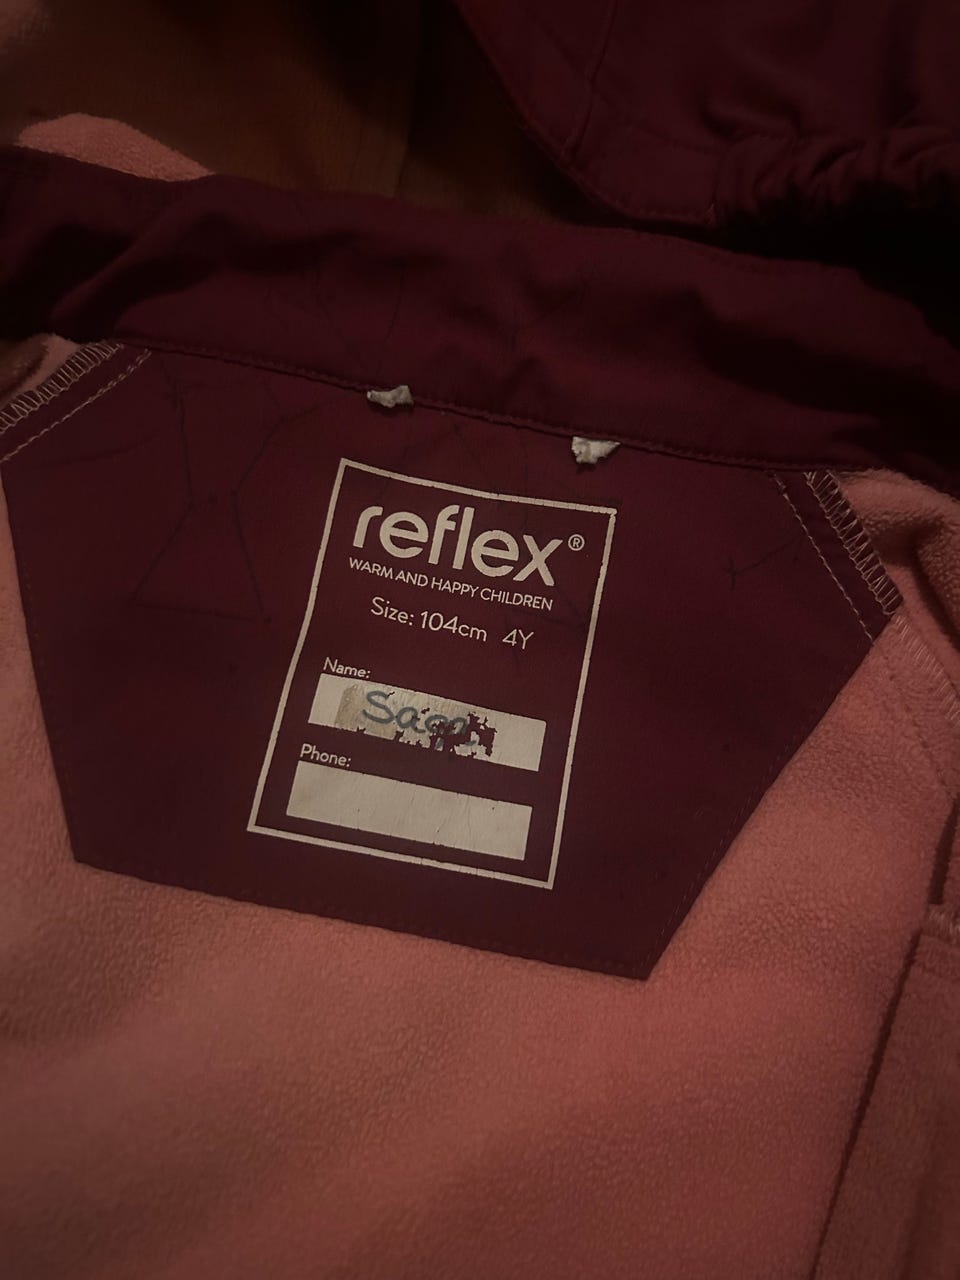 reflex®
WARM AND HAPPY CHILDREN
Size: 104cm 4Y
Name:
Phone: